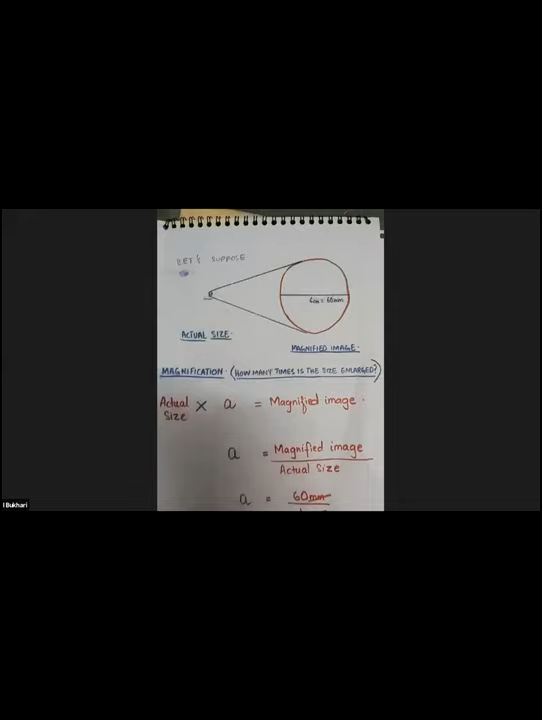 LET'S SUPPOSE
6cm = 60mm
ACTUAL SIZE.
MAGNIFIED IMAGE.
MAGNIFICATION. (HOW MANY TIMES IS THE SIZE ENLARGED?)
Actual Size × a = Magnified image.
a = Magnified image
Actual Size
a = 60mm
I Bukhari